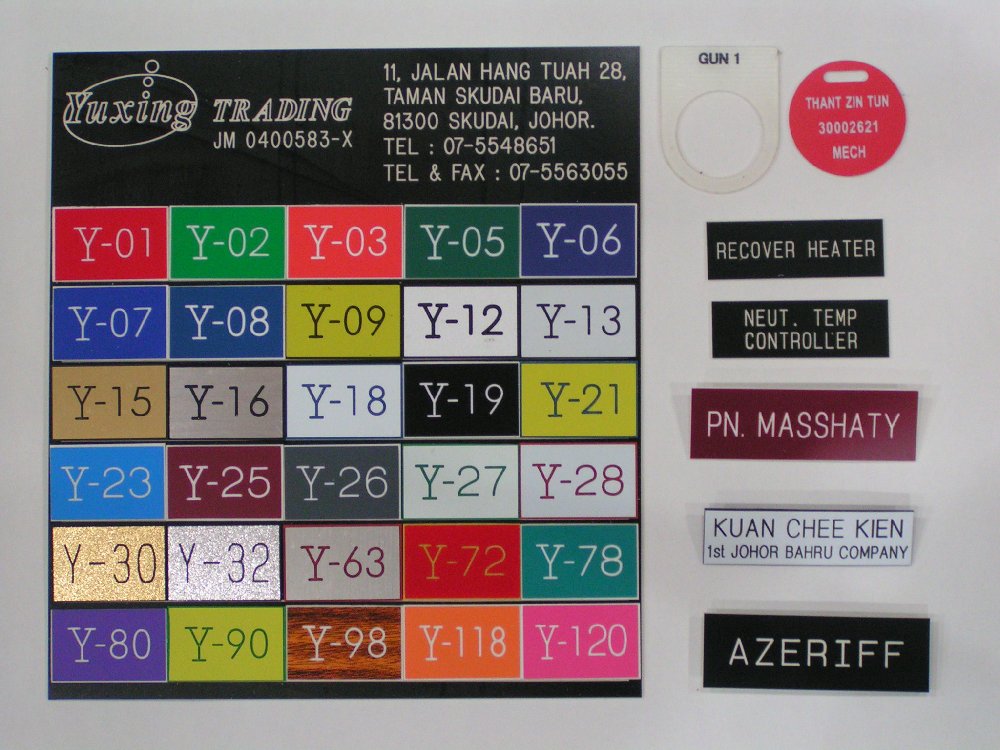 Yuxing TRADING
JM 0400583-X
11, JALAN HANG TUAH 28,
TAMAN SKUDAI BARU,
81300 SKUDAI, JOHOR.
TEL : 07-5548651
TEL & FAX : 07-5563055
Y-01 Y-02 Y-03 Y-05 Y-06
Y-07 Y-08 Y-09 Y-12 Y-13
Y-15 Y-16 Y-18 Y-19 Y-21
Y-23 Y-25 Y-26 Y-27 Y-28
Y-30 Y-32 Y-63 Y-72 Y-78
Y-80 Y-90 Y-98 Y-118 Y-120
GUN 1
THANT ZIN TUN
30002621
MECH
RECOVER HEATER
NEUT. TEMP
CONTROLLER
PN. MASSHATY
KUAN CHEE KIEN
1st JOHOR BAHRU COMPANY
AZERIFF